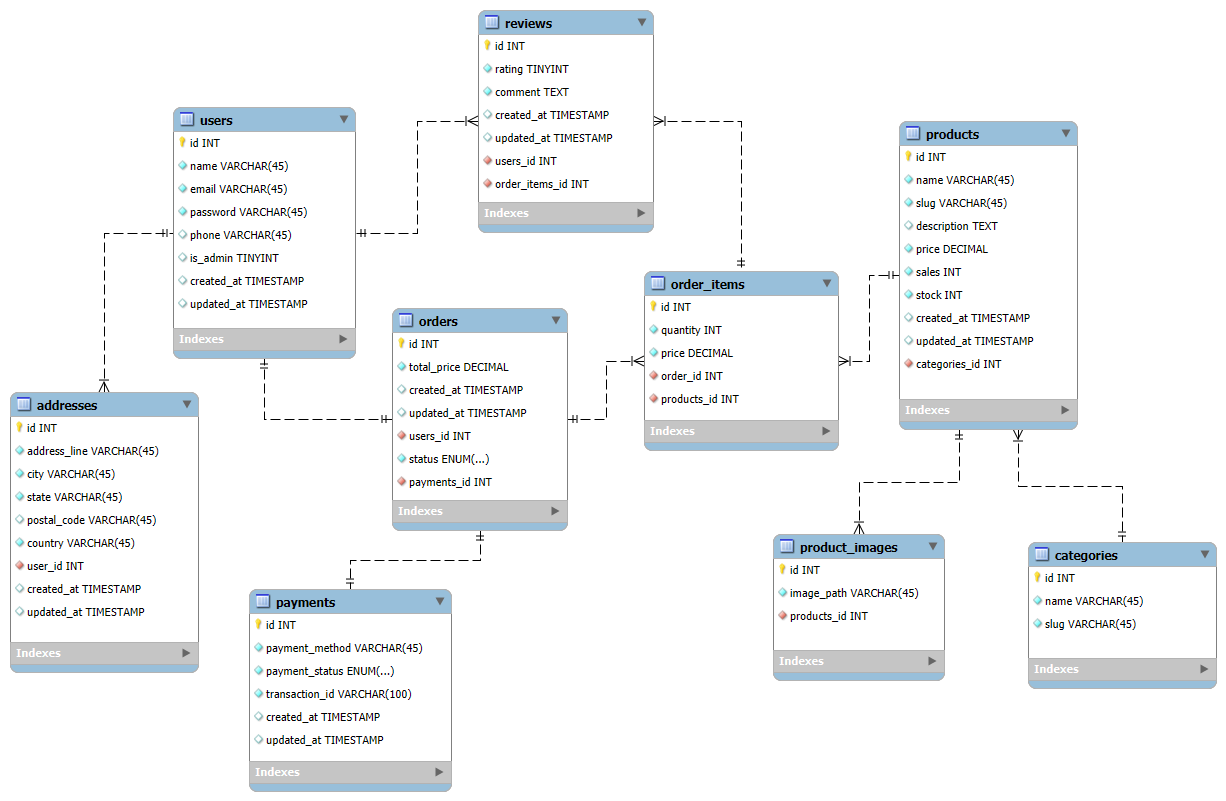 reviews
id INT
rating TINYINT
comment TEXT
created_at TIMESTAMP
updated_at TIMESTAMP
users_id INT
order_items_id INT
Indexes
users
id INT
name VARCHAR(45)
email VARCHAR(45)
password VARCHAR(45)
phone VARCHAR(45)
is_admin TINYINT
created_at TIMESTAMP
updated_at TIMESTAMP
Indexes
products
id INT
name VARCHAR(45)
slug VARCHAR(45)
description TEXT
price DECIMAL
sales INT
stock INT
created_at TIMESTAMP
updated_at TIMESTAMP
categories_id INT
Indexes
order_items
id INT
quantity INT
price DECIMAL
order_id INT
products_id INT
Indexes
orders
id INT
total_price DECIMAL
created_at TIMESTAMP
updated_at TIMESTAMP
users_id INT
status ENUM(...)
payments_id INT
Indexes
addresses
id INT
address_line VARCHAR(45)
city VARCHAR(45)
state VARCHAR(45)
postal_code VARCHAR(45)
country VARCHAR(45)
user_id INT
created_at TIMESTAMP
updated_at TIMESTAMP
Indexes
product_images
id INT
image_path VARCHAR(45)
products_id INT
Indexes
categories
id INT
name VARCHAR(45)
slug VARCHAR(45)
Indexes
payments
id INT
payment_method VARCHAR(45)
payment_status ENUM(...)
transaction_id VARCHAR(100)
created_at TIMESTAMP
updated_at TIMESTAMP
Indexes